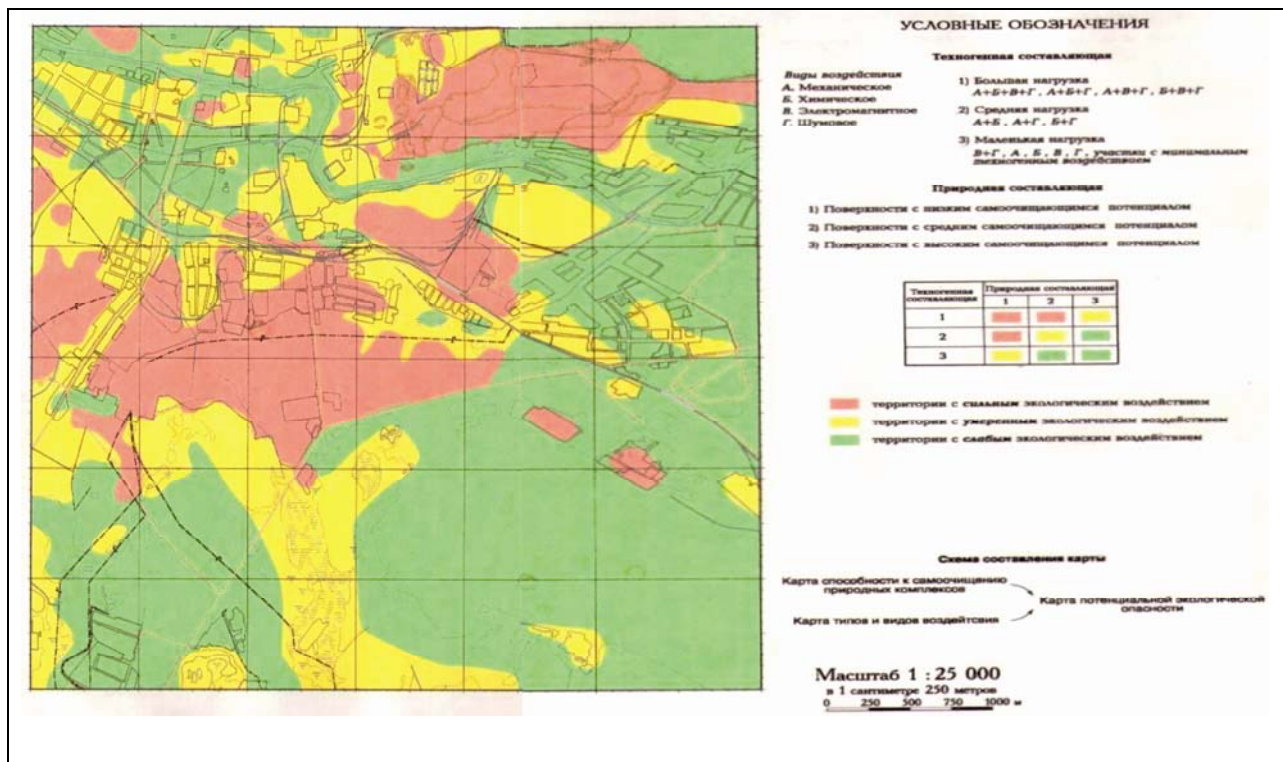 УСЛОВНЫЕ ОБОЗНАЧЕНИЯ
Техногенная составляющая
Виды воздействия
А. Механическое
Б. Химическое
В. Электромагнитное
Г. Шумовое
1) Большая нагрузка
А+Б+В+Г , А+Б+Г , А+В+Г , Б+В+Г
2) Средняя нагрузка
А+Б , А+Г , Б+Г
3) Маленькая нагрузка
В+Г , А , Б , В , Г , участки с минимальным
техногенным воздействием
Природная составляющая
1) Поверхности с низким самоочищающимся потенциалом
2) Поверхности с средним самоочищающимся потенциалом
3) Поверхности с высоким самоочищающимся потенциалом
Техногенная составляющая
Природная составляющая
1 2 3
1
2
3
территории с сильным экологическим воздействием
территории с умеренным экологическим воздействием
территории с слабым экологическим воздействием
Схема составления карты
Карта способности к самоочищению
природных комплексов
Карта потенциальной экологической
опасности
Карта типов и видов воздейтсвия
Масштаб 1 : 25 000
в 1 сантиметре 250 метров
0 250 500 750 1000 м